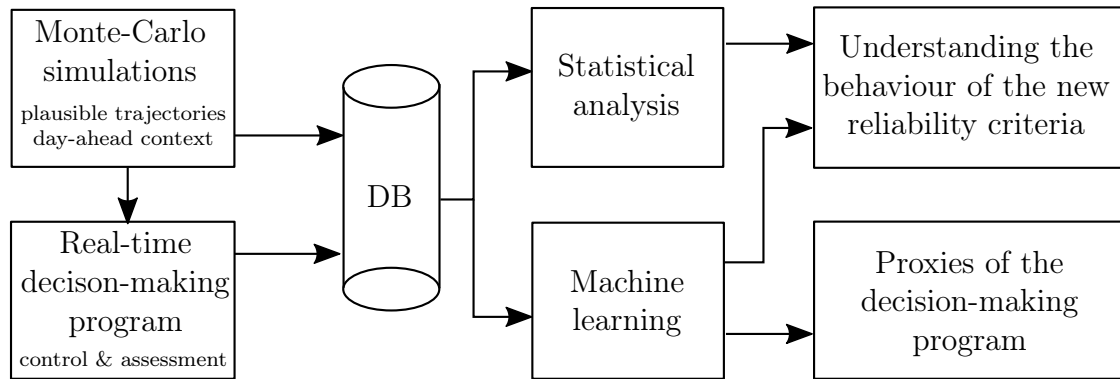 Monte-Carlo
simulations
plausible trajectories
day-ahead context
Real-time
decison-making
program
control & assessment
DB
Statistical
analysis
Machine
learning
Understanding the
behaviour of the new
reliability criteria
Proxies of the
decision-making
program